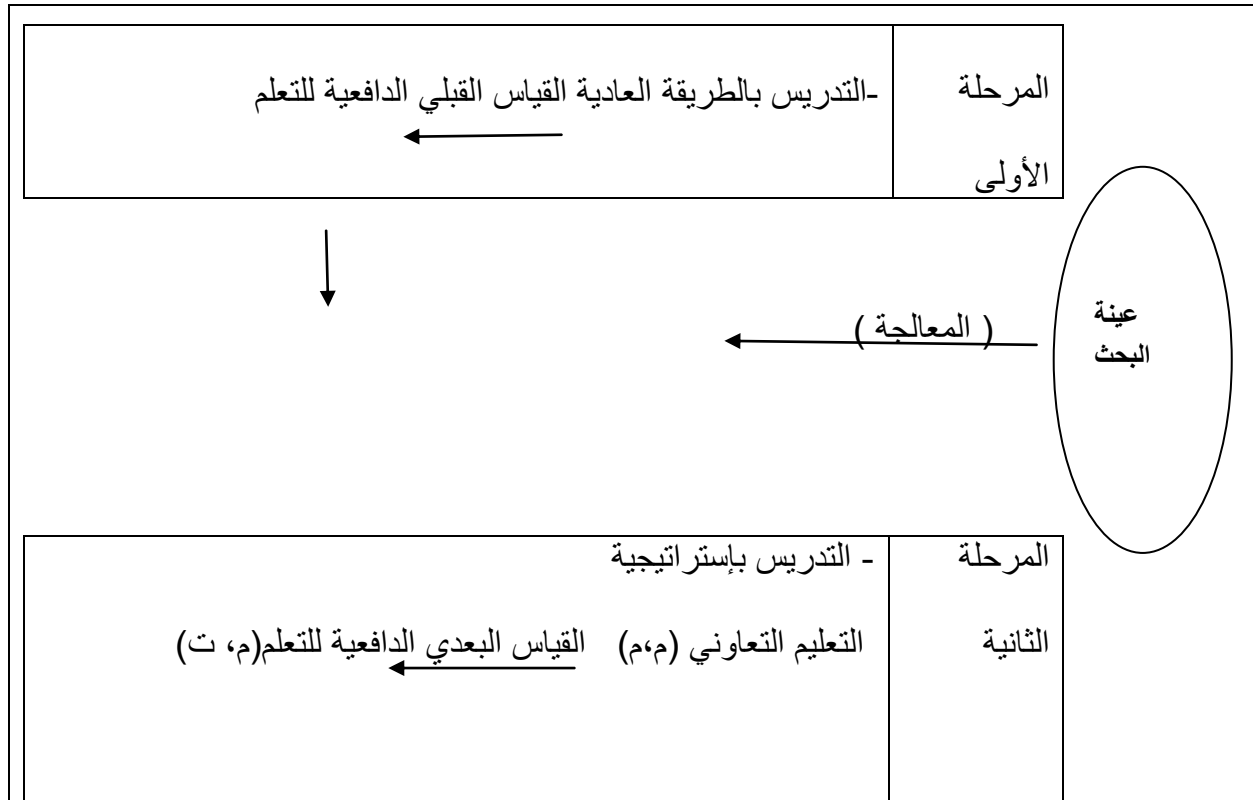 المرحلة
الأولى
-التدريس بالطريقة العادية القياس القبلي الدافعية للتعلم
عينة
البحث
( المعالجة )
المرحلة
الثانية
- التدريس بإستراتيجية
التعليم التعاوني (م،م) القياس البعدي الدافعية للتعلم(م، ت)